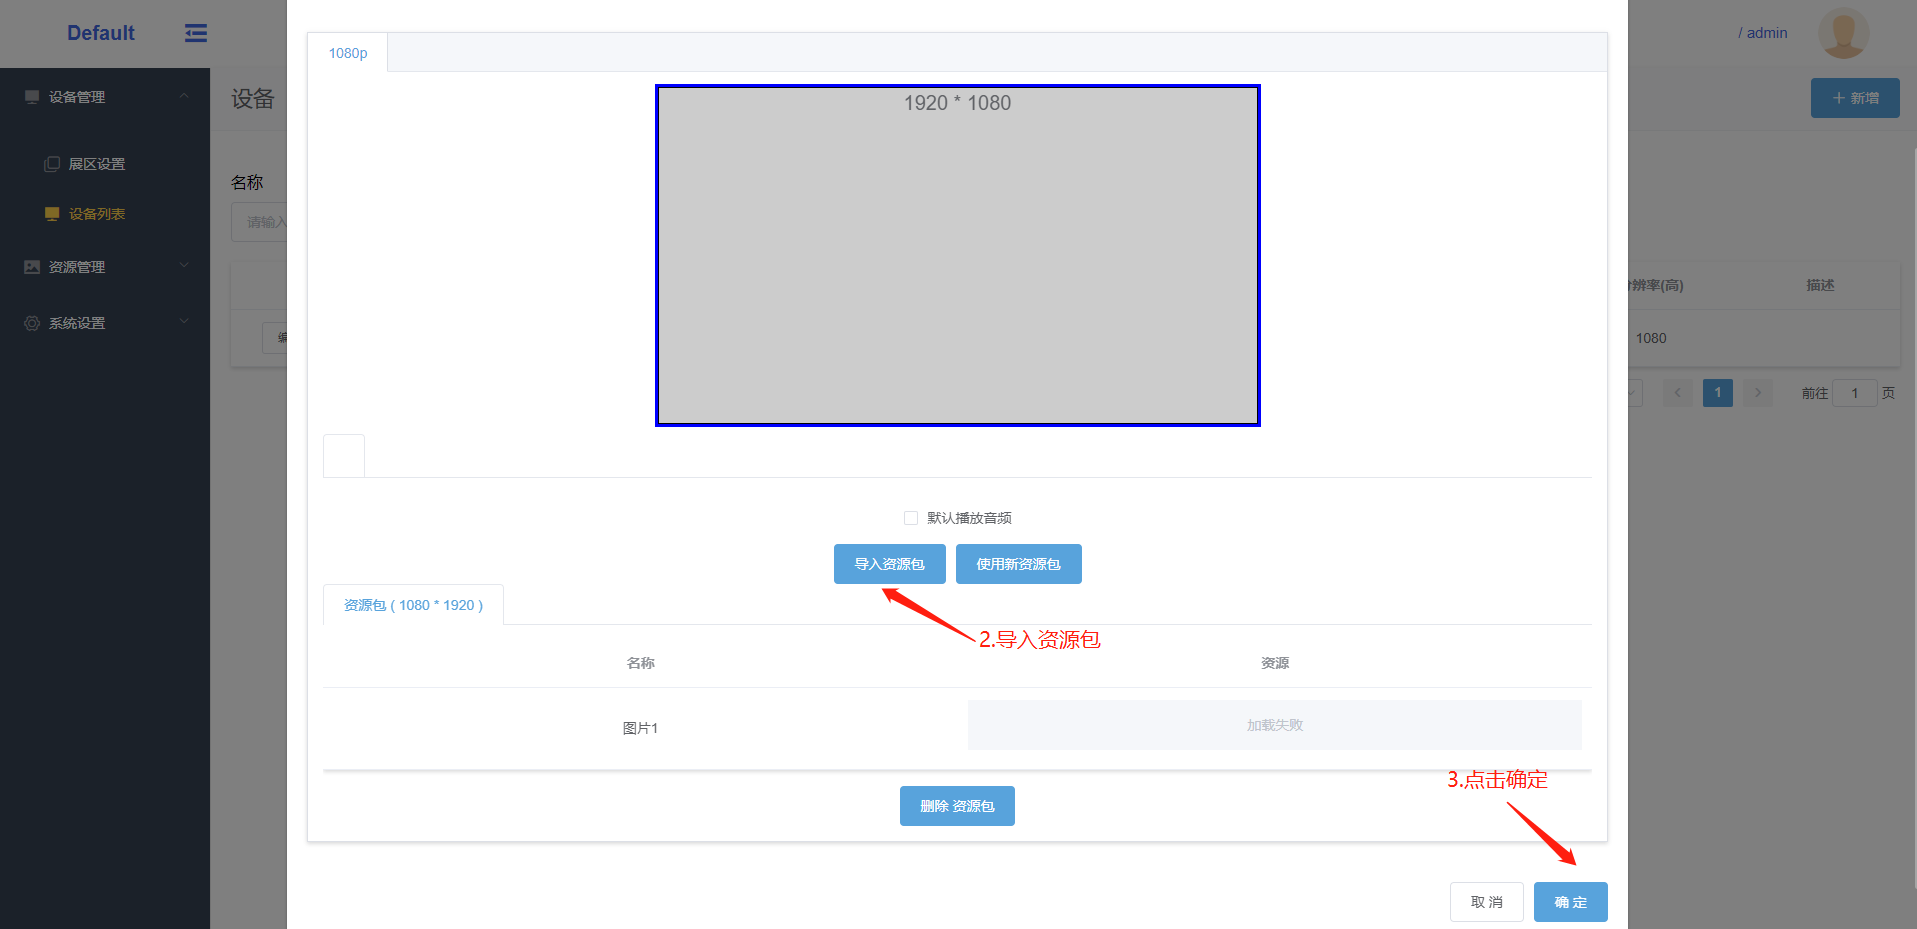 Default
/ admin
设备管理
展区设置
设备列表
资源管理
系统设置
设备
+ 新增
名称
请输入
辨率(高)
描述
1080
1
前往 1 页
1080p
1920 * 1080
默认播放音频
导入资源包
使用新资源包
资源包 ( 1080 * 1920 )
2.导入资源包
名称
资源
图片1
加载失败
删除 资源包
3.点击确定
取 消
确 定